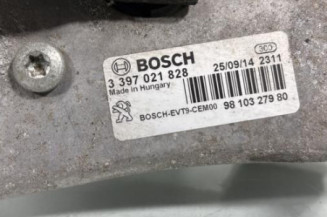 BOSCH
3 397 021 828 25/09/14 2311
Made in Hungary
BOSCH-EVT9-CEM00 98 103 279 80